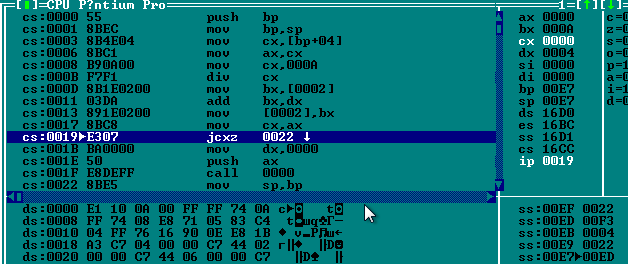 [■]=CPU P?ntium Pro 1=[↑][↓]
cs:0000 55 push bp
cs:0001 8BEC mov bp,sp
cs:0003 8B4E04 mov cx,[bp+04]
cs:0006 8BC1 mov ax,cx
cs:0008 B90A00 mov cx,000A
cs:000B F7F1 div cx
cs:000D 8B1E0200 mov bx,[0002]
cs:0011 03DA add bx,dx
cs:0013 891E0200 mov [0002],bx
cs:0017 8BC8 mov cx,ax
cs:0019►E307 jcxz 0022 ↓
cs:001B BA0000 mov dx,0000
cs:001E 50 push ax
cs:001F E8DEFF call 0000
cs:0022 8BE5 mov sp,bp
ax 0000 c=0
bx 000A z=0
cx 0000 s=0
dx 0004 o=0
si 0000 p=1
di 0000 a=0
bp 00E7 i=1
sp 00E7 d=0
ds 16D0
es 16BC
ss 16D1
cs 16CC
ip 0019
ds:0000 E1 10 0A 00 FF FF 74 0A
ds:0008 FF 74 08 E8 71 05 83 C4
ds:0010 04 FF 76 16 90 0E E8 1B
ds:0018 A3 C7 04 00 00 C7 44 02
ds:0020 00 00 C7 44 06 00 00 C7
ss:00EF 0022
ss:00ED 00F3
ss:00EB 0004
ss:00E9 0022
ss:00E7►00ED